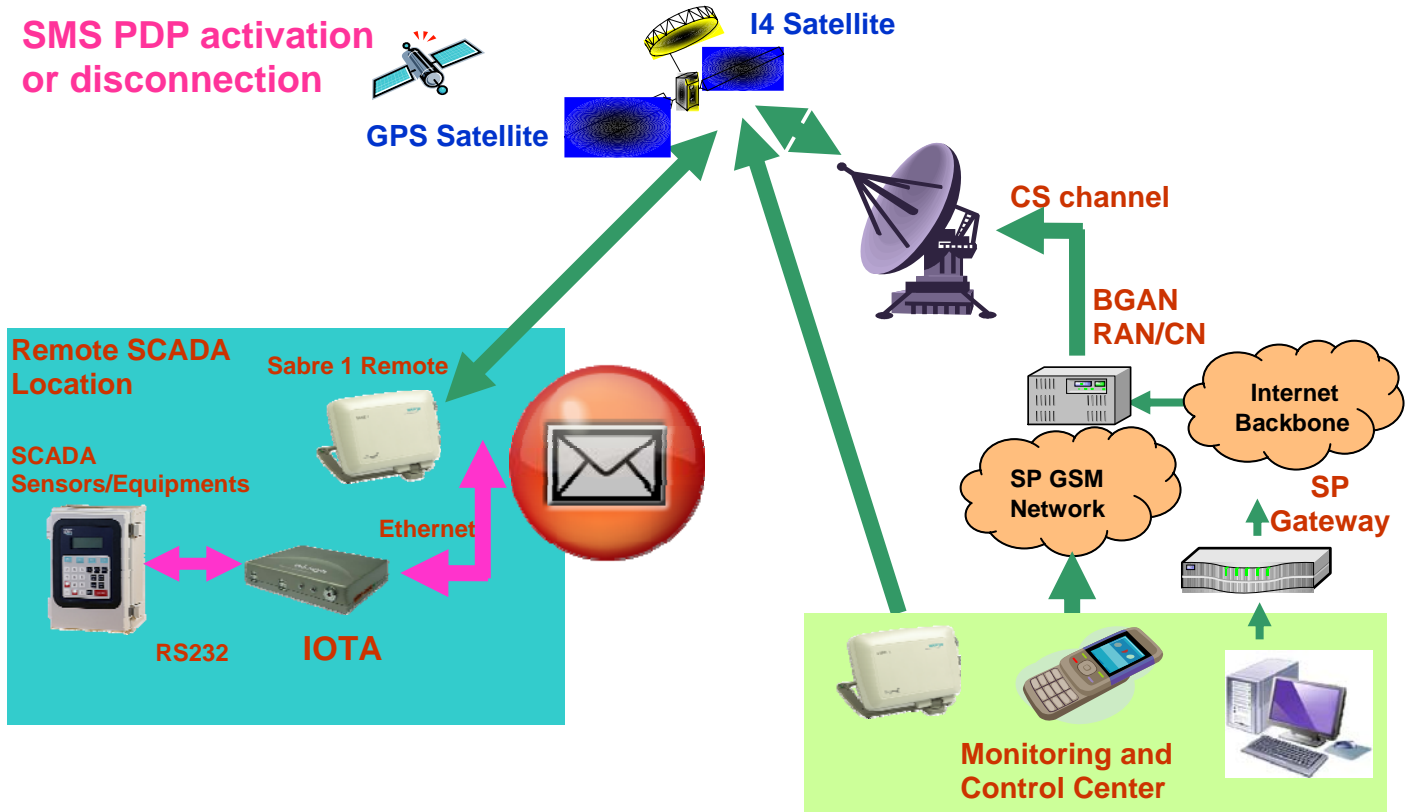 SMS PDP activation
or disconnection
I4 Satellite
GPS Satellite
CS channel
BGAN
RAN/CN
Internet
Backbone
SP GSM
Network
SP
Gateway
Remote SCADA
Location
Sabre 1 Remote
SCADA
Sensors/Equipments
Ethernet
RS232
IOTA
Monitoring and
Control Center